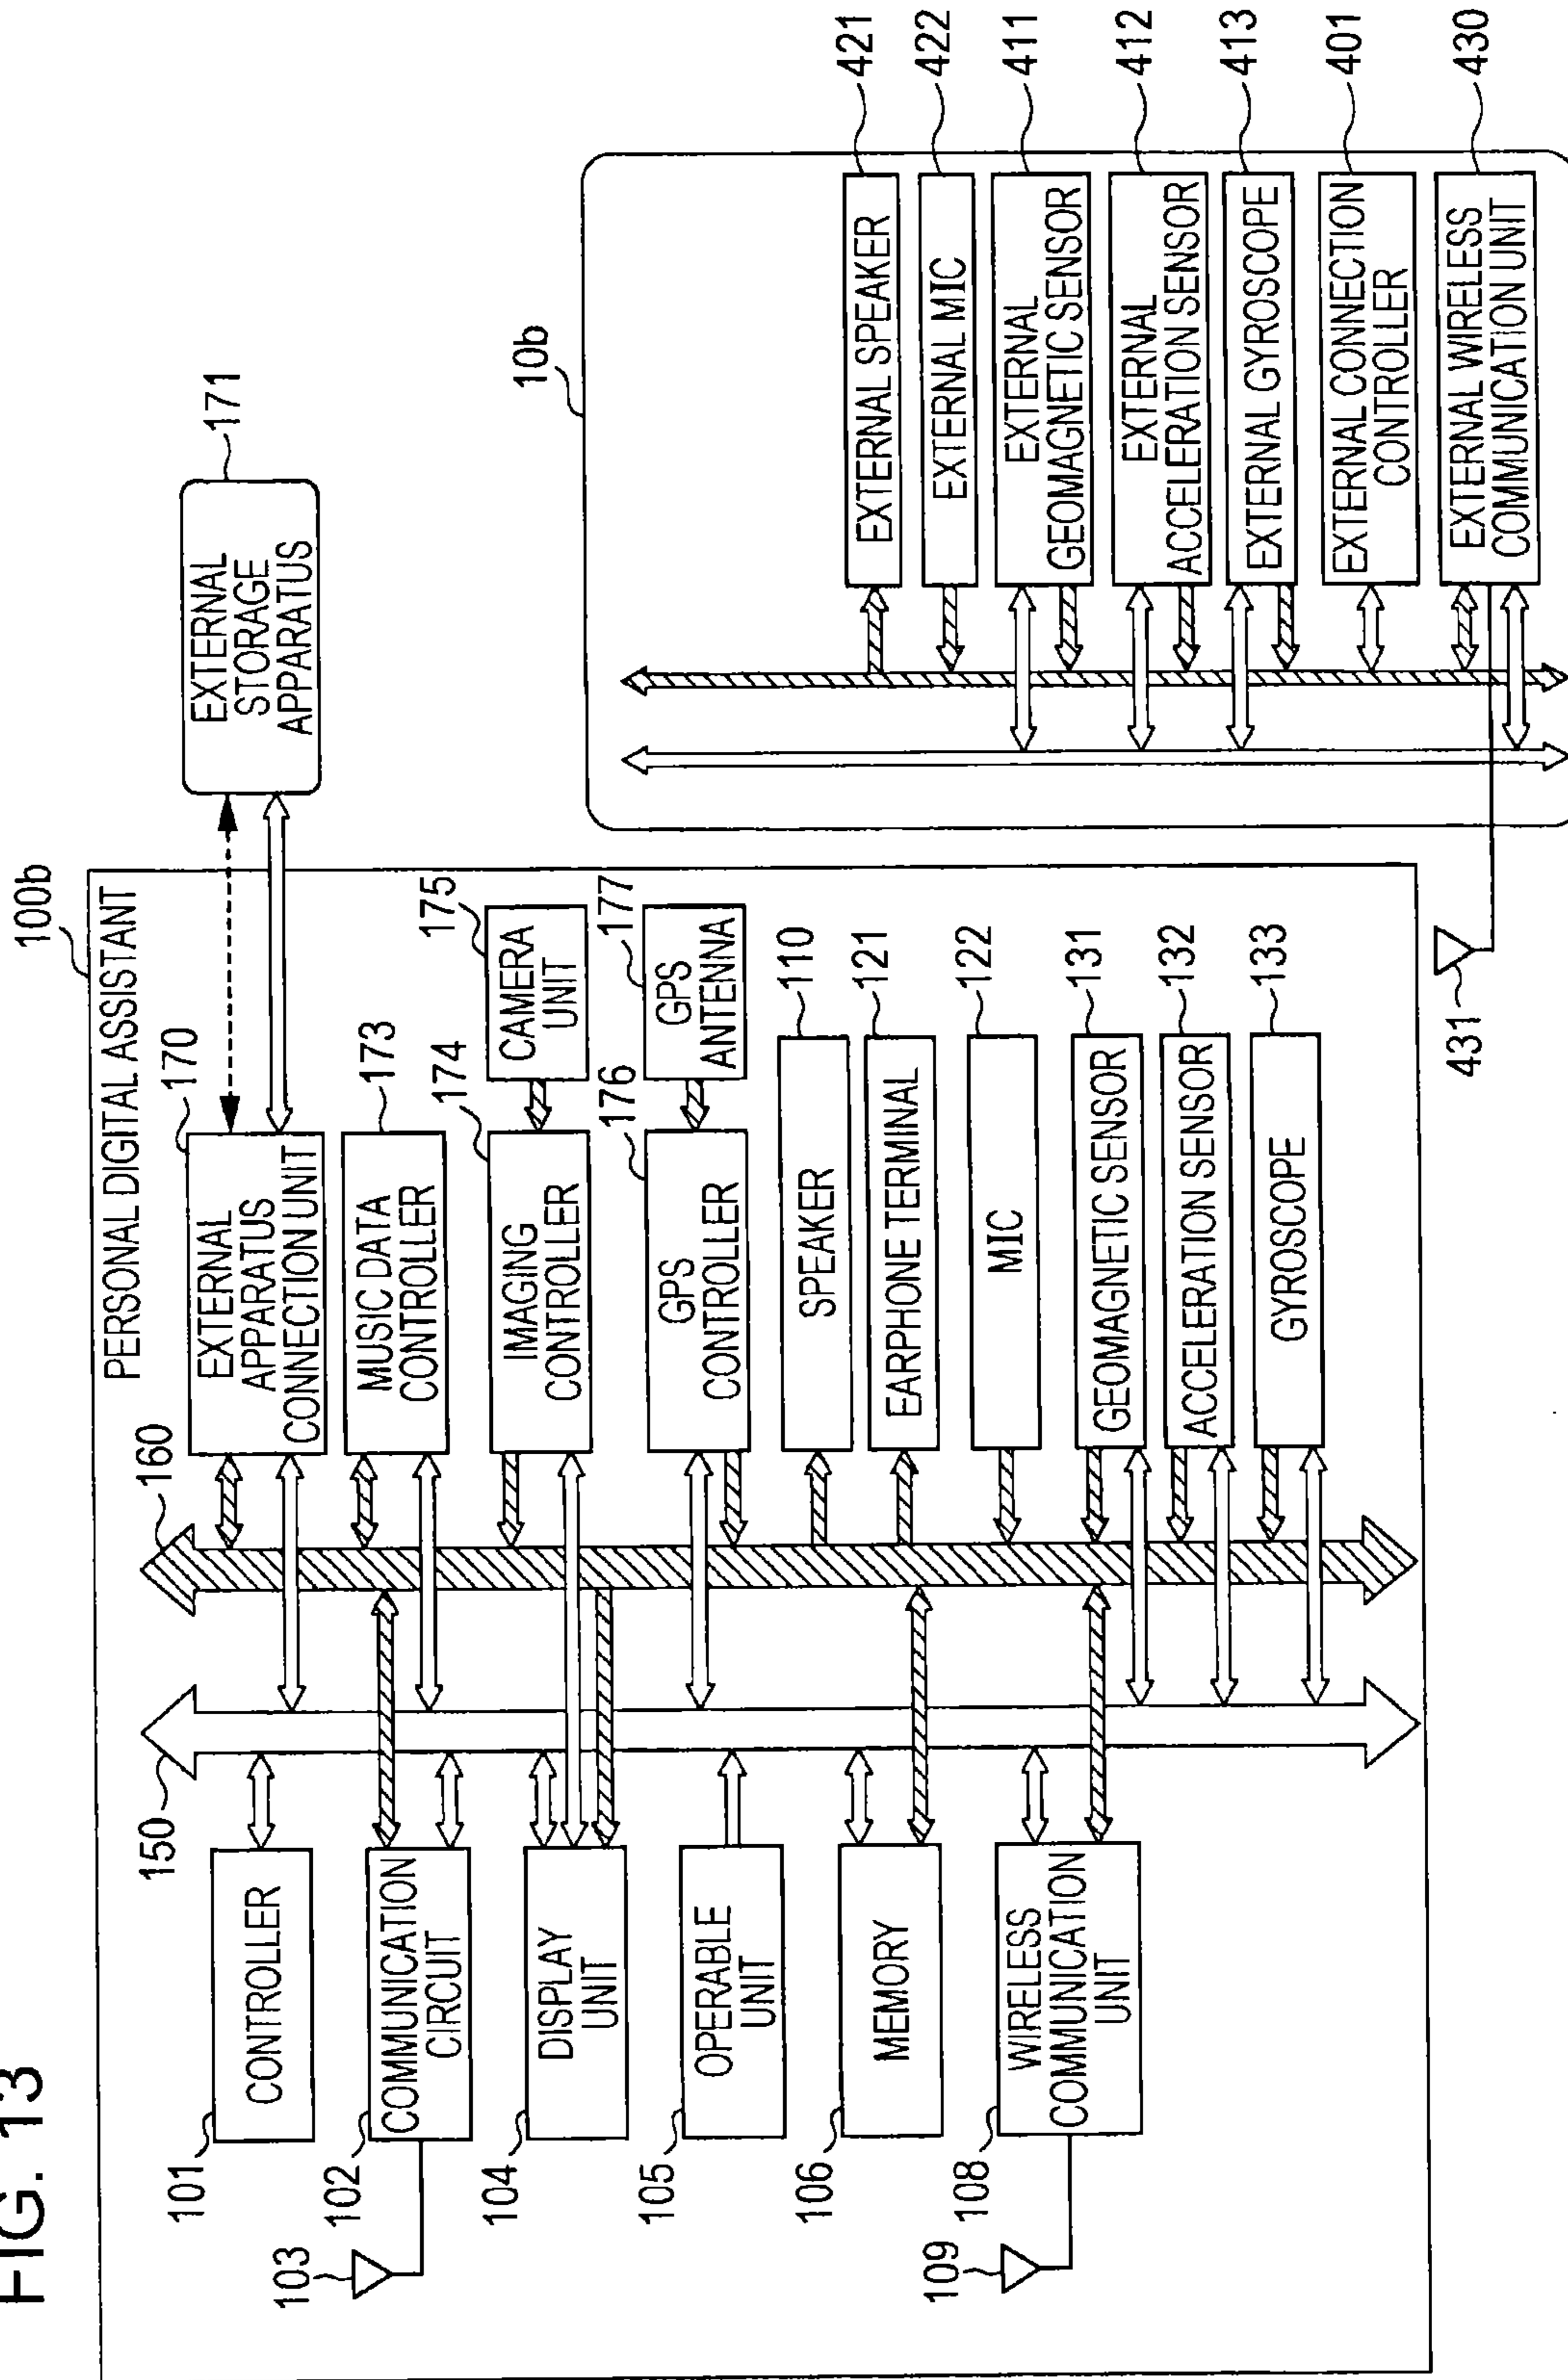 FIG. 13
100b
PERSONAL DIGITAL ASSISTANT
150
160
101
CONTROLLER
102
COMMUNICATION
CIRCUIT
103
104
DISPLAY
UNIT
105
OPERABLE
UNIT
106
MEMORY
108
WIRELESS
COMMUNICATION
UNIT
109
170
EXTERNAL
APPARATUS
CONNECTION UNIT
173
MUSIC DATA
CONTROLLER
174
IMAGING
CONTROLLER
175
CAMERA
UNIT
176
GPS
CONTROLLER
177
GPS
ANTENNA
110
SPEAKER
121
EARPHONE TERMINAL
122
MIC
131
GEOMAGNETIC SENSOR
132
ACCELERATION SENSOR
133
GYROSCOPE
171
EXTERNAL
STORAGE
APPARATUS
10b
421
EXTERNAL SPEAKER
422
EXTERNAL MIC
411
EXTERNAL
GEOMAGNETIC SENSOR
412
EXTERNAL
ACCELERATION SENSOR
413
EXTERNAL GYROSCOPE
401
EXTERNAL CONNECTION
CONTROLLER
430
EXTERNAL WIRELESS
COMMUNICATION UNIT
431